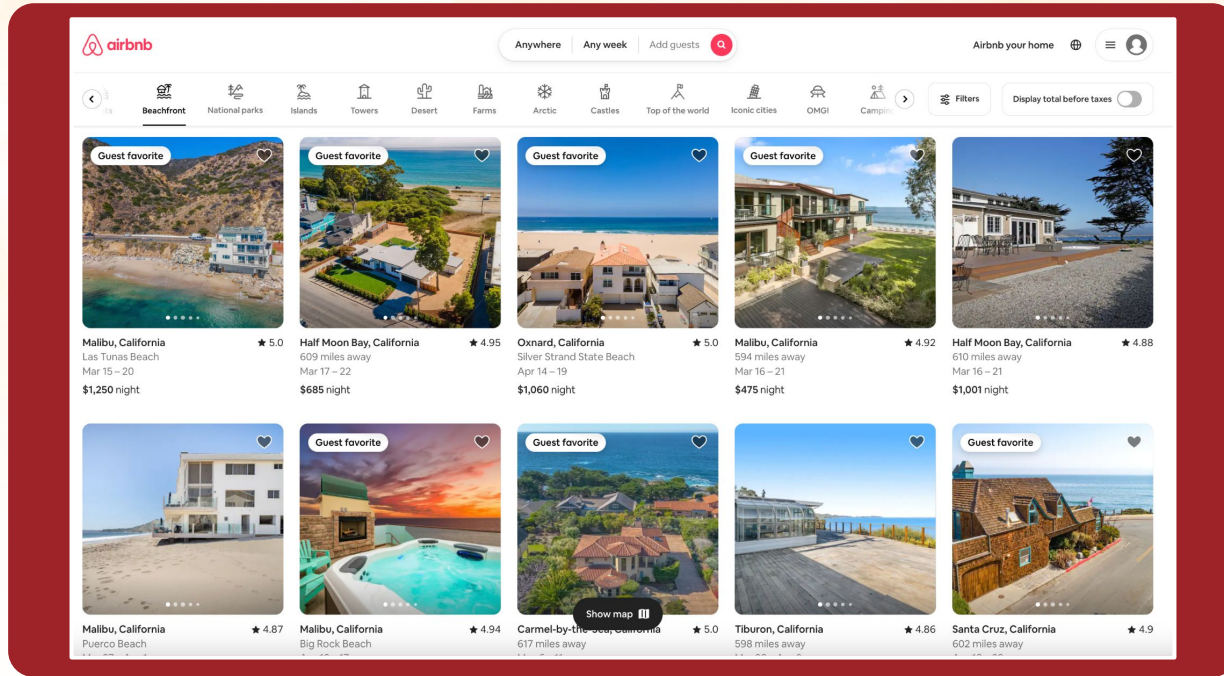 airbnb
Anywhere Any week Add guests
Airbnb your home
Beachfront National parks Islands Towers Desert Farms Arctic Castles Top of the world Iconic cities OMG! Camping
Filters
Display total before taxes
Guest favorite Guest favorite Guest favorite Guest favorite
Malibu, California ★ 5.0
Las Tunas Beach
Mar 15 – 20
$1,250 night
Half Moon Bay, California ★ 4.95
609 miles away
Mar 17 – 22
$685 night
Oxnard, California ★ 5.0
Silver Strand State Beach
Apr 14 – 19
$1,060 night
Malibu, California ★ 4.92
594 miles away
Mar 16 – 21
$475 night
Half Moon Bay, California ★ 4.88
610 miles away
Mar 16 – 21
$1,001 night
Guest favorite Guest favorite Guest favorite
Show map
Malibu, California ★ 4.87
Puerco Beach
Malibu, California ★ 4.94
Big Rock Beach
Carmel-by-the-Sea, California ★ 5.0
617 miles away
Tiburon, California ★ 4.86
598 miles away
Santa Cruz, California ★ 4.9
602 miles away